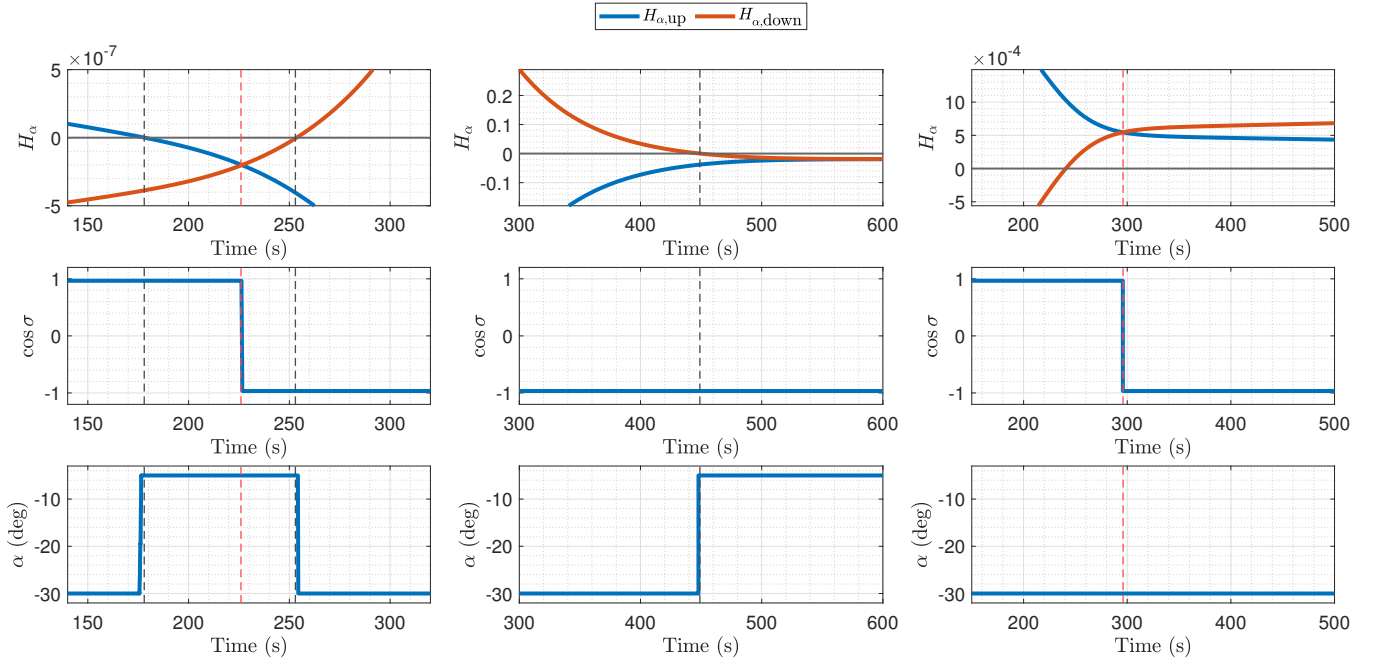 H_α,up H_α,down
×10^-7
5
0
-5
H_α
150 200 250 300
Time (s)
0.2
0.1
0
-0.1
H_α
300 400 500 600
Time (s)
×10^-4
10
5
0
-5
H_α
200 300 400 500
Time (s)
1
0
-1
cos σ
150 200 250 300
Time (s)
1
0
-1
cos σ
300 400 500 600
Time (s)
1
0
-1
cos σ
200 300 400 500
Time (s)
-10
-20
-30
α (deg)
150 200 250 300
Time (s)
-10
-20
-30
α (deg)
300 400 500 600
Time (s)
-10
-20
-30
α (deg)
200 300 400 500
Time (s)